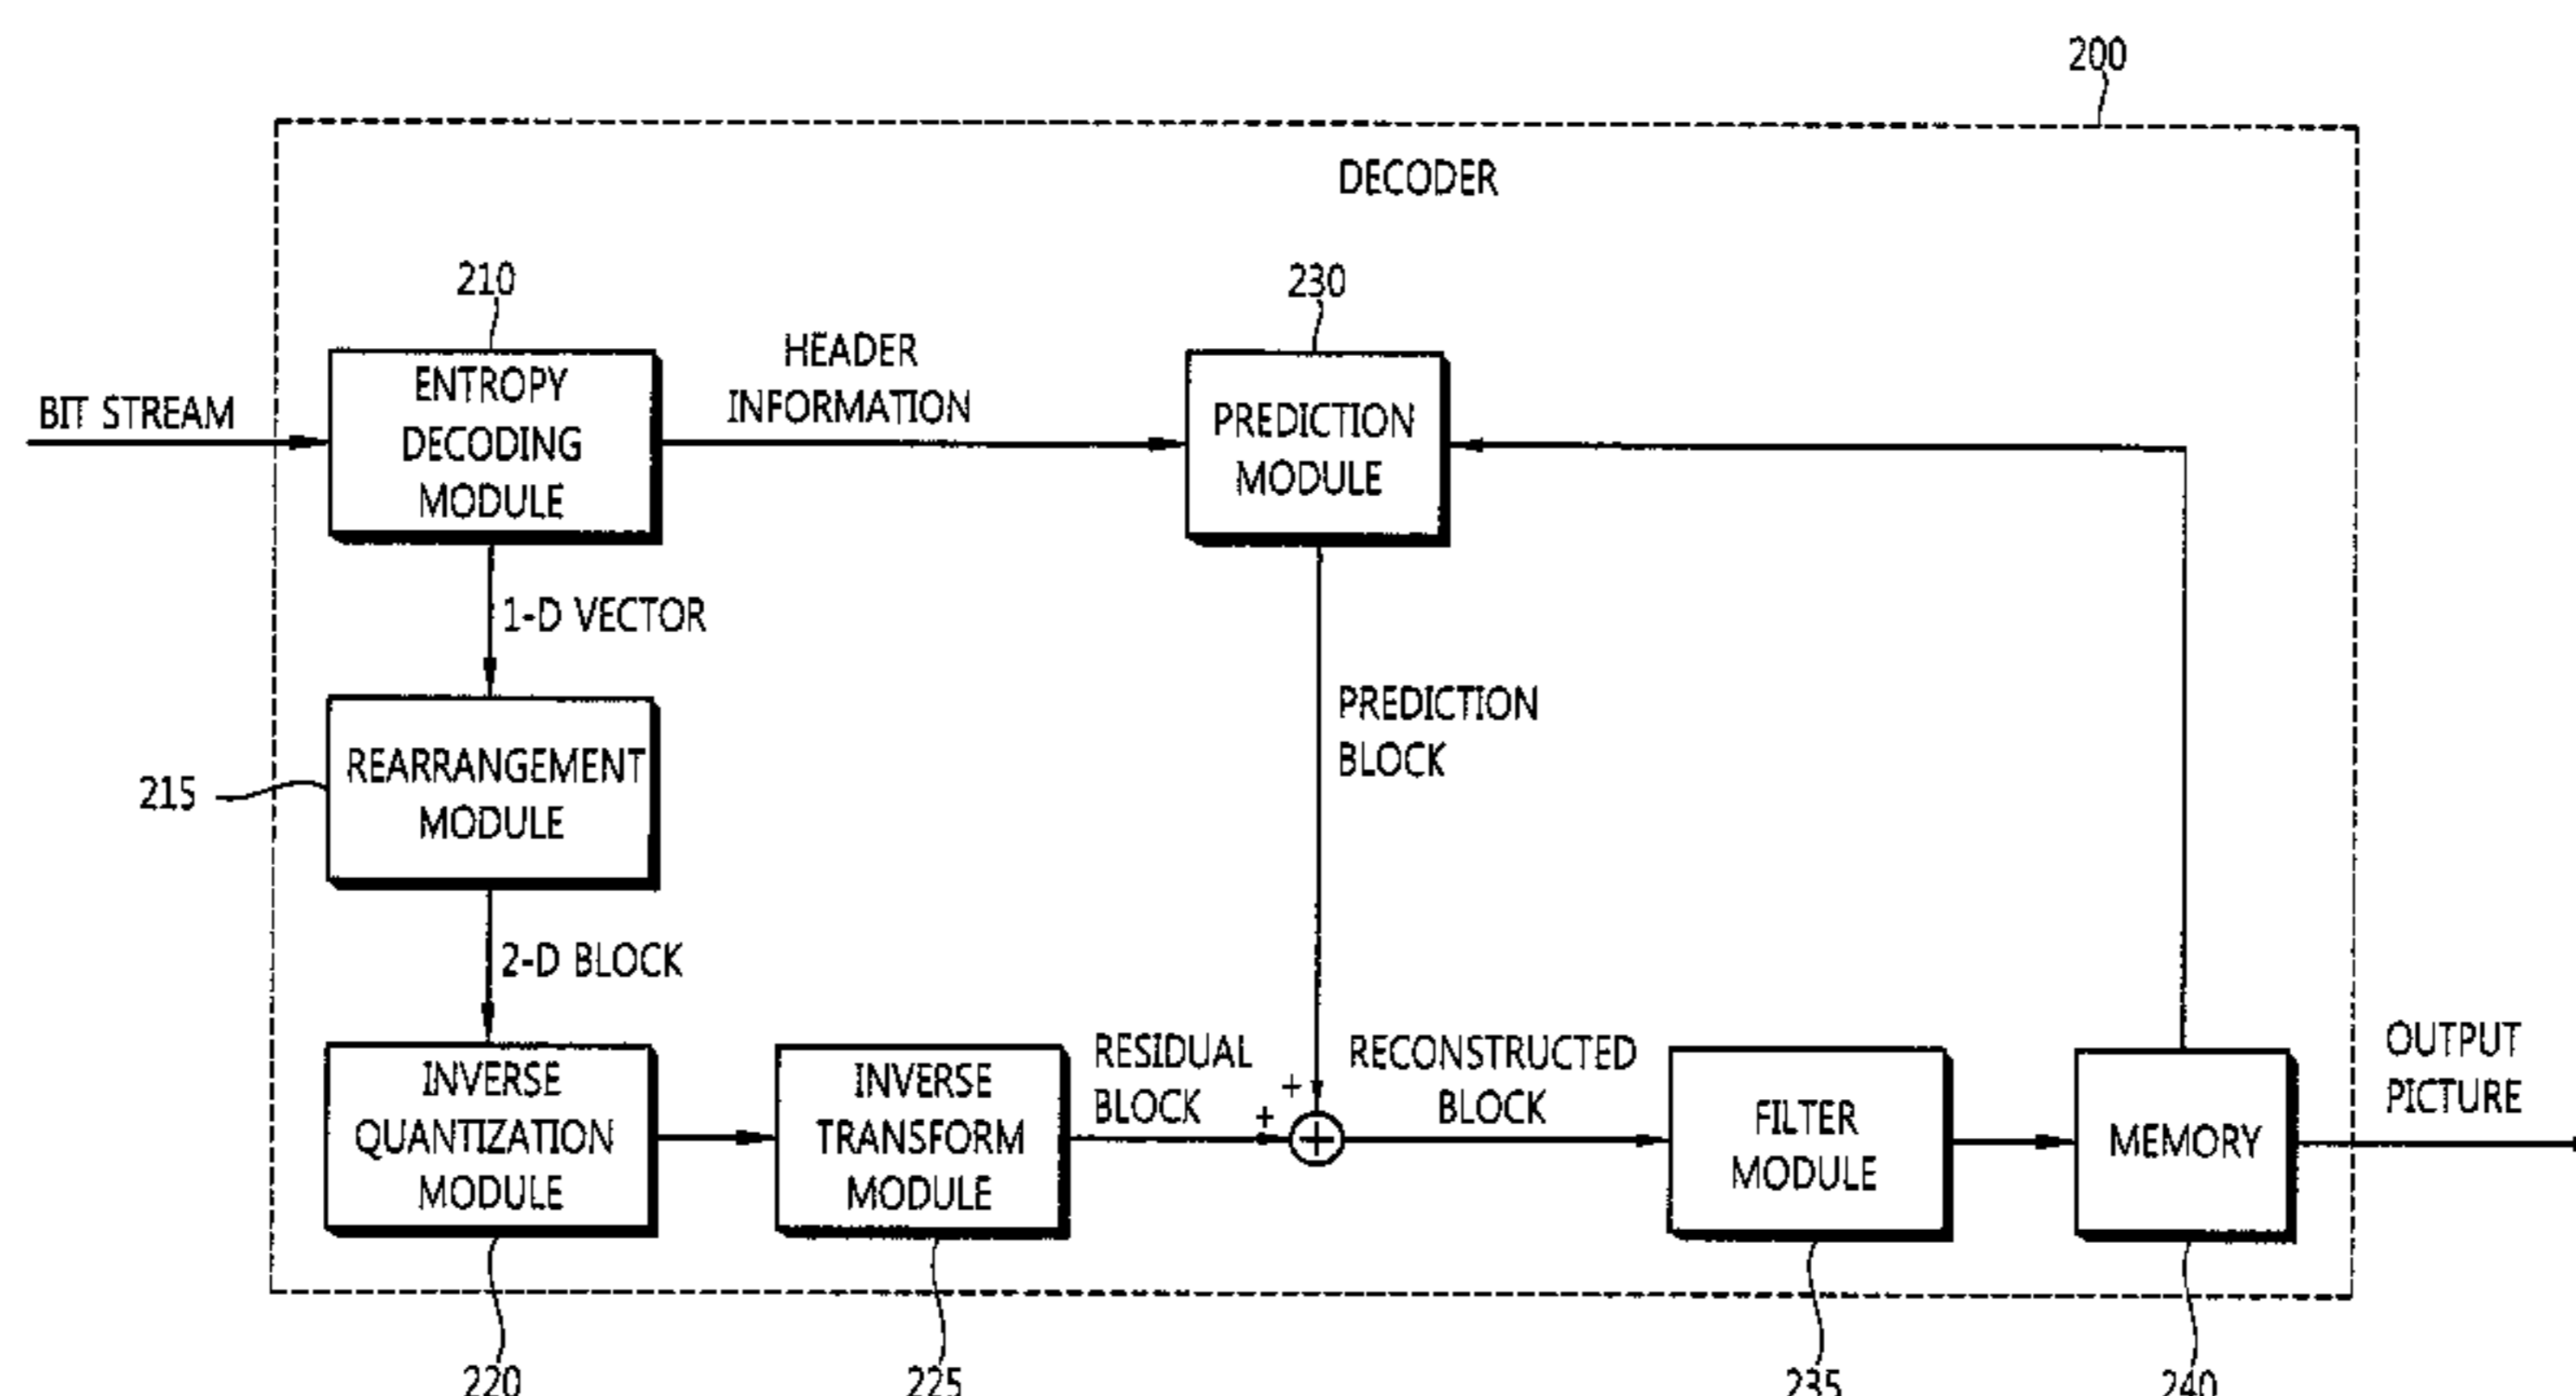 200
DECODER
210
230
HEADER
INFORMATION
BIT STREAM
ENTROPY
DECODING
MODULE
PREDICTION
MODULE
1-D VECTOR
PREDICTION
BLOCK
215
REARRANGEMENT
MODULE
2-D BLOCK
INVERSE
QUANTIZATION
MODULE
INVERSE
TRANSFORM
MODULE
RESIDUAL
BLOCK
+
+
+
RECONSTRUCTED
BLOCK
FILTER
MODULE
MEMORY
OUTPUT
PICTURE
220
225
235
240